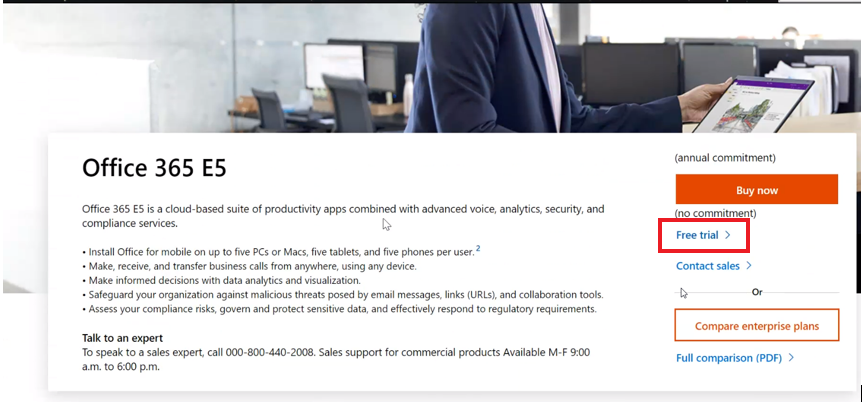 Office 365 E5
Office 365 E5 is a cloud-based suite of productivity apps combined with advanced voice, analytics, security, and
compliance services.
• Install Office for mobile on up to five PCs or Macs, five tablets, and five phones per user. 2
• Make, receive, and transfer business calls from anywhere, using any device.
• Make informed decisions with data analytics and visualization.
• Safeguard your organization against malicious threats posed by email messages, links (URLs), and collaboration tools.
• Assess your compliance risks, govern and protect sensitive data, and effectively respond to regulatory requirements.
Talk to an expert
To speak to a sales expert, call 000-800-440-2008. Sales support for commercial products Available M-F 9:00
a.m. to 6:00 p.m.
(annual commitment)
Buy now
(no commitment)
Free trial >
Contact sales >
Or
Compare enterprise plans
Full comparison (PDF) >